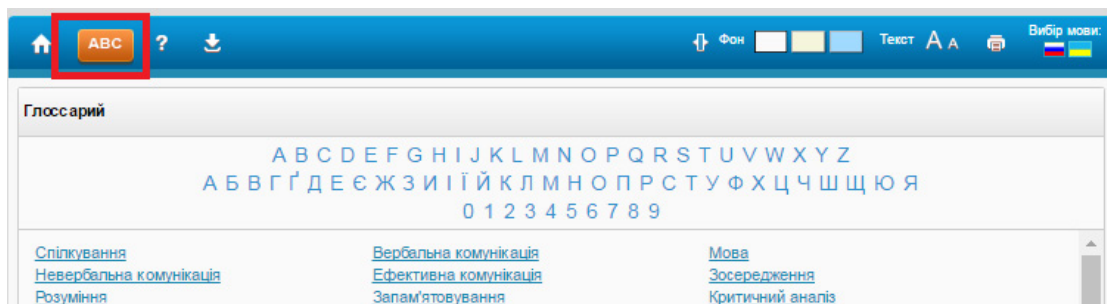 ABC ? Фон Текст A A Вибір мови:
Глоссарий
A B C D E F G H I J K L M N O P Q R S T U V W X Y Z
А Б В Г Ґ Д Е Є Ж З И І Ї Й К Л М Н О П Р С Т У Ф Х Ц Ч Ш Щ Ю Я
0 1 2 3 4 5 6 7 8 9
Спілкування Вербальна комунікація Мова
Невербальна комунікація Ефективна комунікація Зосередження
Розуміння Запам'ятовування Критичний аналіз